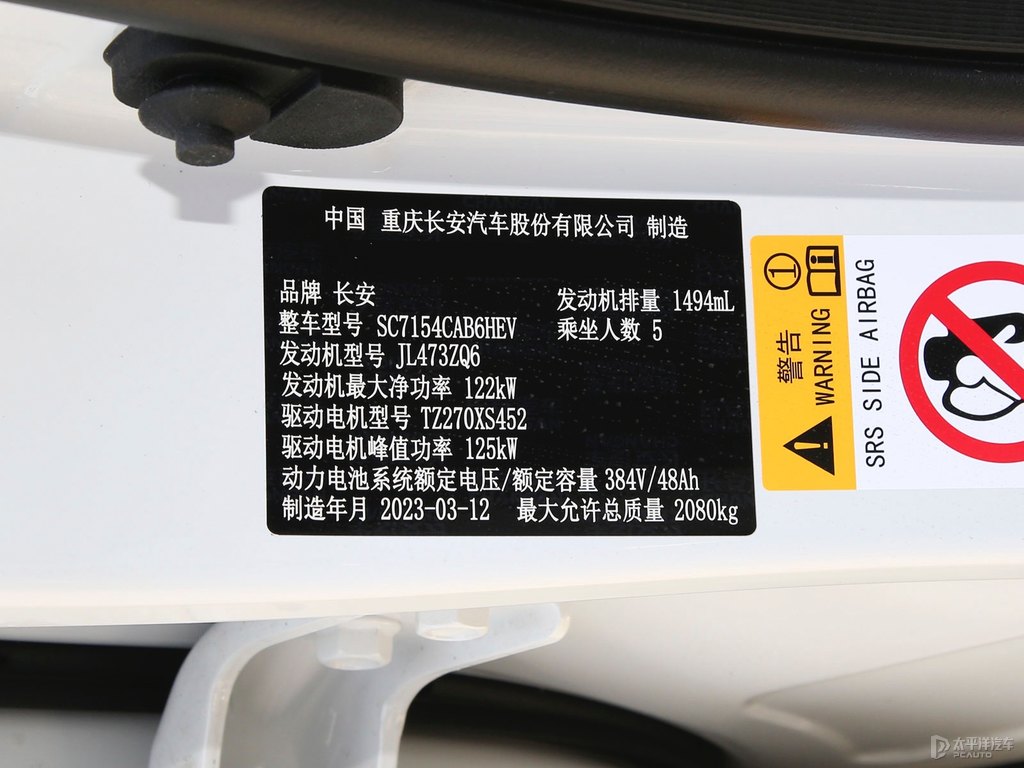 中国 重庆长安汽车股份有限公司 制造
品牌 长安 发动机排量 1494mL
整车型号 SC7154CAB6HEV 乘坐人数 5
发动机型号 JL473ZQ6
发动机最大净功率 122kW
驱动电机型号 TZ270XS452
驱动电机峰值功率 125kW
动力电池系统额定电压/额定容量 384V/48Ah
制造年月 2023-03-12 最大允许总质量 2080kg
1
警告
WARNING
SRS SIDE AIRBAG
太平洋汽车
PCAUTO